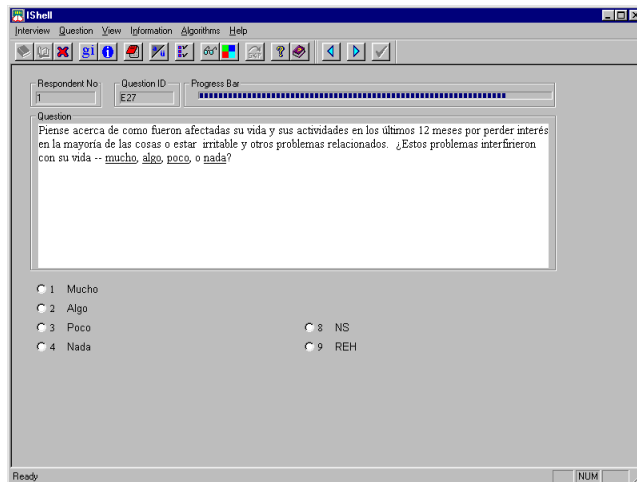 IShell
Interview Question View Information Algorithms Help
gi
Respondent No Question ID Progress Bar
1 E27
Question
Piense acerca de como fueron afectadas su vida y sus actividades en los últimos 12 meses por perder interés
en la mayoría de las cosas o estar irritable y otros problemas relacionados. ¿Estos problemas interfirieron
con su vida -- mucho, algo, poco, o nada?
1 Mucho
2 Algo
3 Poco 8 NS
4 Nada 9 REH
Ready NUM